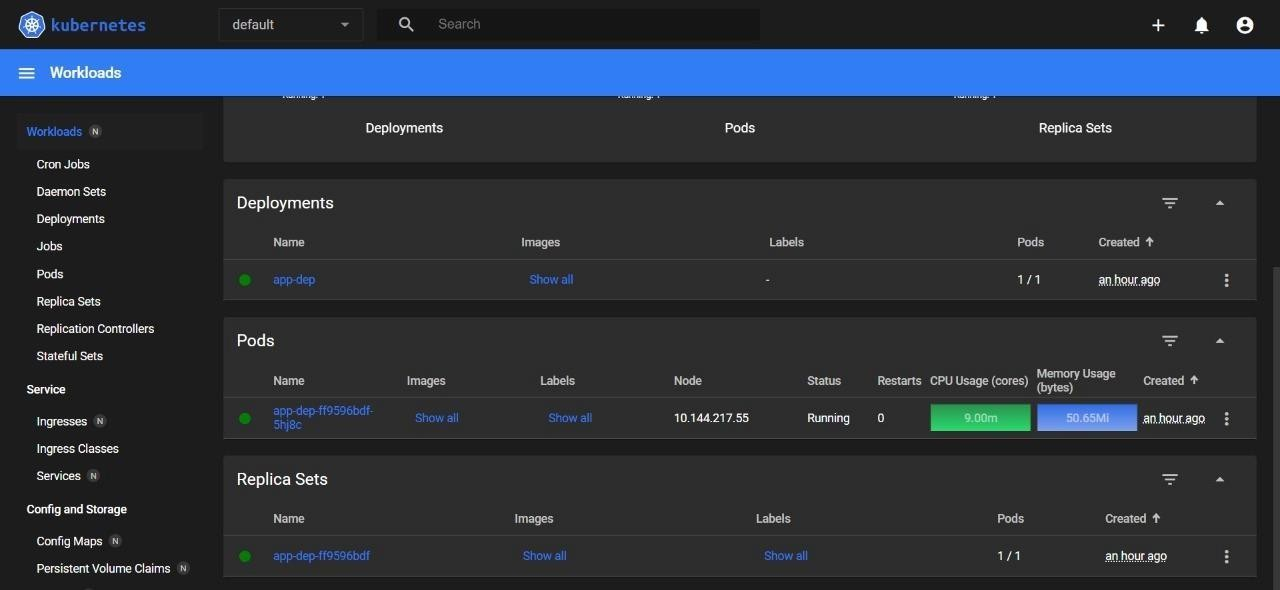 kubernetes
default
Search
Workloads
Workloads N
Cron Jobs
Daemon Sets
Deployments
Jobs
Pods
Replica Sets
Replication Controllers
Stateful Sets
Service
Ingresses N
Ingress Classes
Services N
Config and Storage
Config Maps N
Persistent Volume Claims N
Deployments Pods Replica Sets
Deployments
Name Images Labels Pods Created
app-dep Show all - 1 / 1 an hour ago
Pods
Name Images Labels Node Status Restarts CPU Usage (cores) Memory Usage
(bytes) Created
app-dep-ff9596bdf-
5hj8c Show all Show all 10.144.217.55 Running 0 9.00m 50.65Mi an hour ago
Replica Sets
Name Images Labels Pods Created
app-dep-ff9596bdf Show all Show all 1 / 1 an hour ago